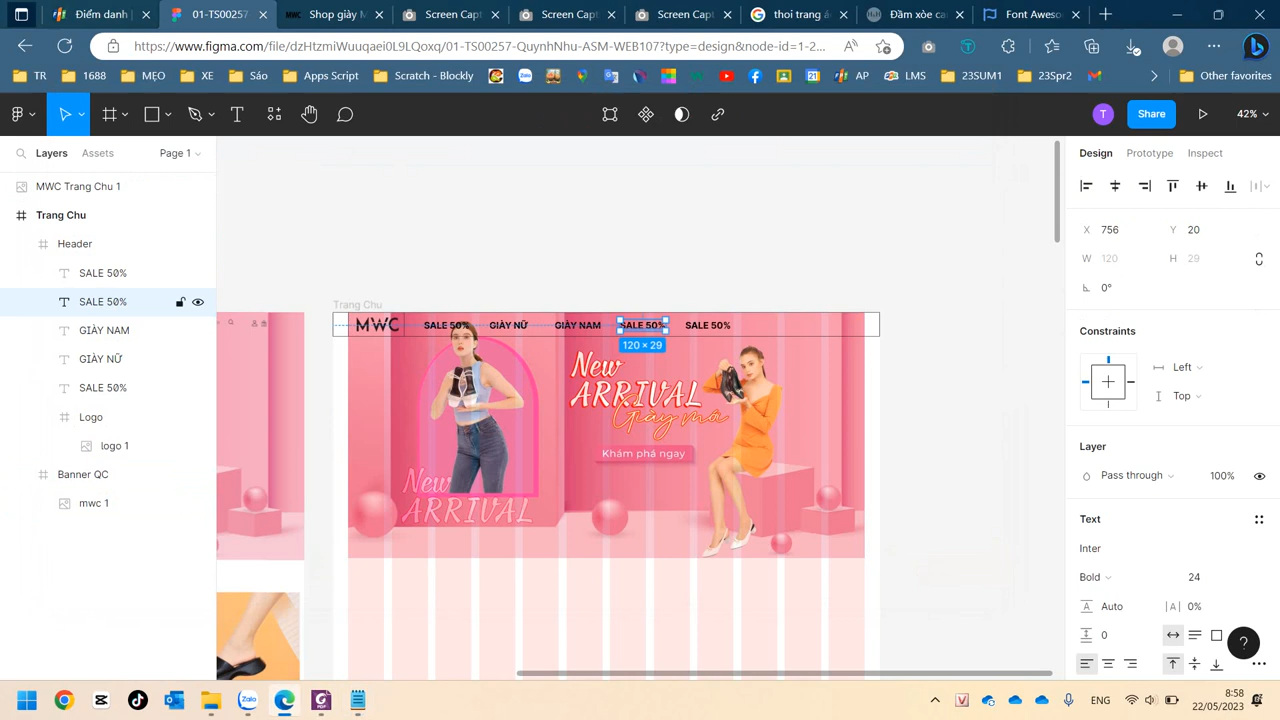 Điểm danh
01-TS00257
MWC Shop giày M
Screen Capt
Screen Capt
Screen Capt
thoi trang á
Đầm xòe ca
Font Aweso
https://www.figma.com/file/dzHtzmiWuuqaei0L9LQoxq/01-TS00257-QuynhNhu-ASM-WEB107?type=design&node-id=1-2...
TR
1688
MẸO
XE
Sáo
Apps Script
Scratch - Blockly
AP
LMS
23SUM1
23Spr2
Other favorites
T
Share
42%
Layers
Assets
Page 1
MWC Trang Chu 1
Trang Chu
Header
SALE 50%
SALE 50%
GIÀY NAM
GIÀY NỮ
SALE 50%
Logo
logo 1
Banner QC
mwc 1
Trang Chu
MWC
SALE 50%
GIÀY NỮ
GIÀY NAM
SALE 50%
SALE 50%
120 × 29
New
ARRIVAL
Giày mới
Khám phá ngay
New
ARRIVAL
Design
Prototype
Inspect
X 756
Y 20
W 120
H 29
0°
Constraints
Left
Top
Layer
Pass through
100%
Text
Inter
Bold
24
Auto
0%
0
?
ENG
8:58
22/05/2023